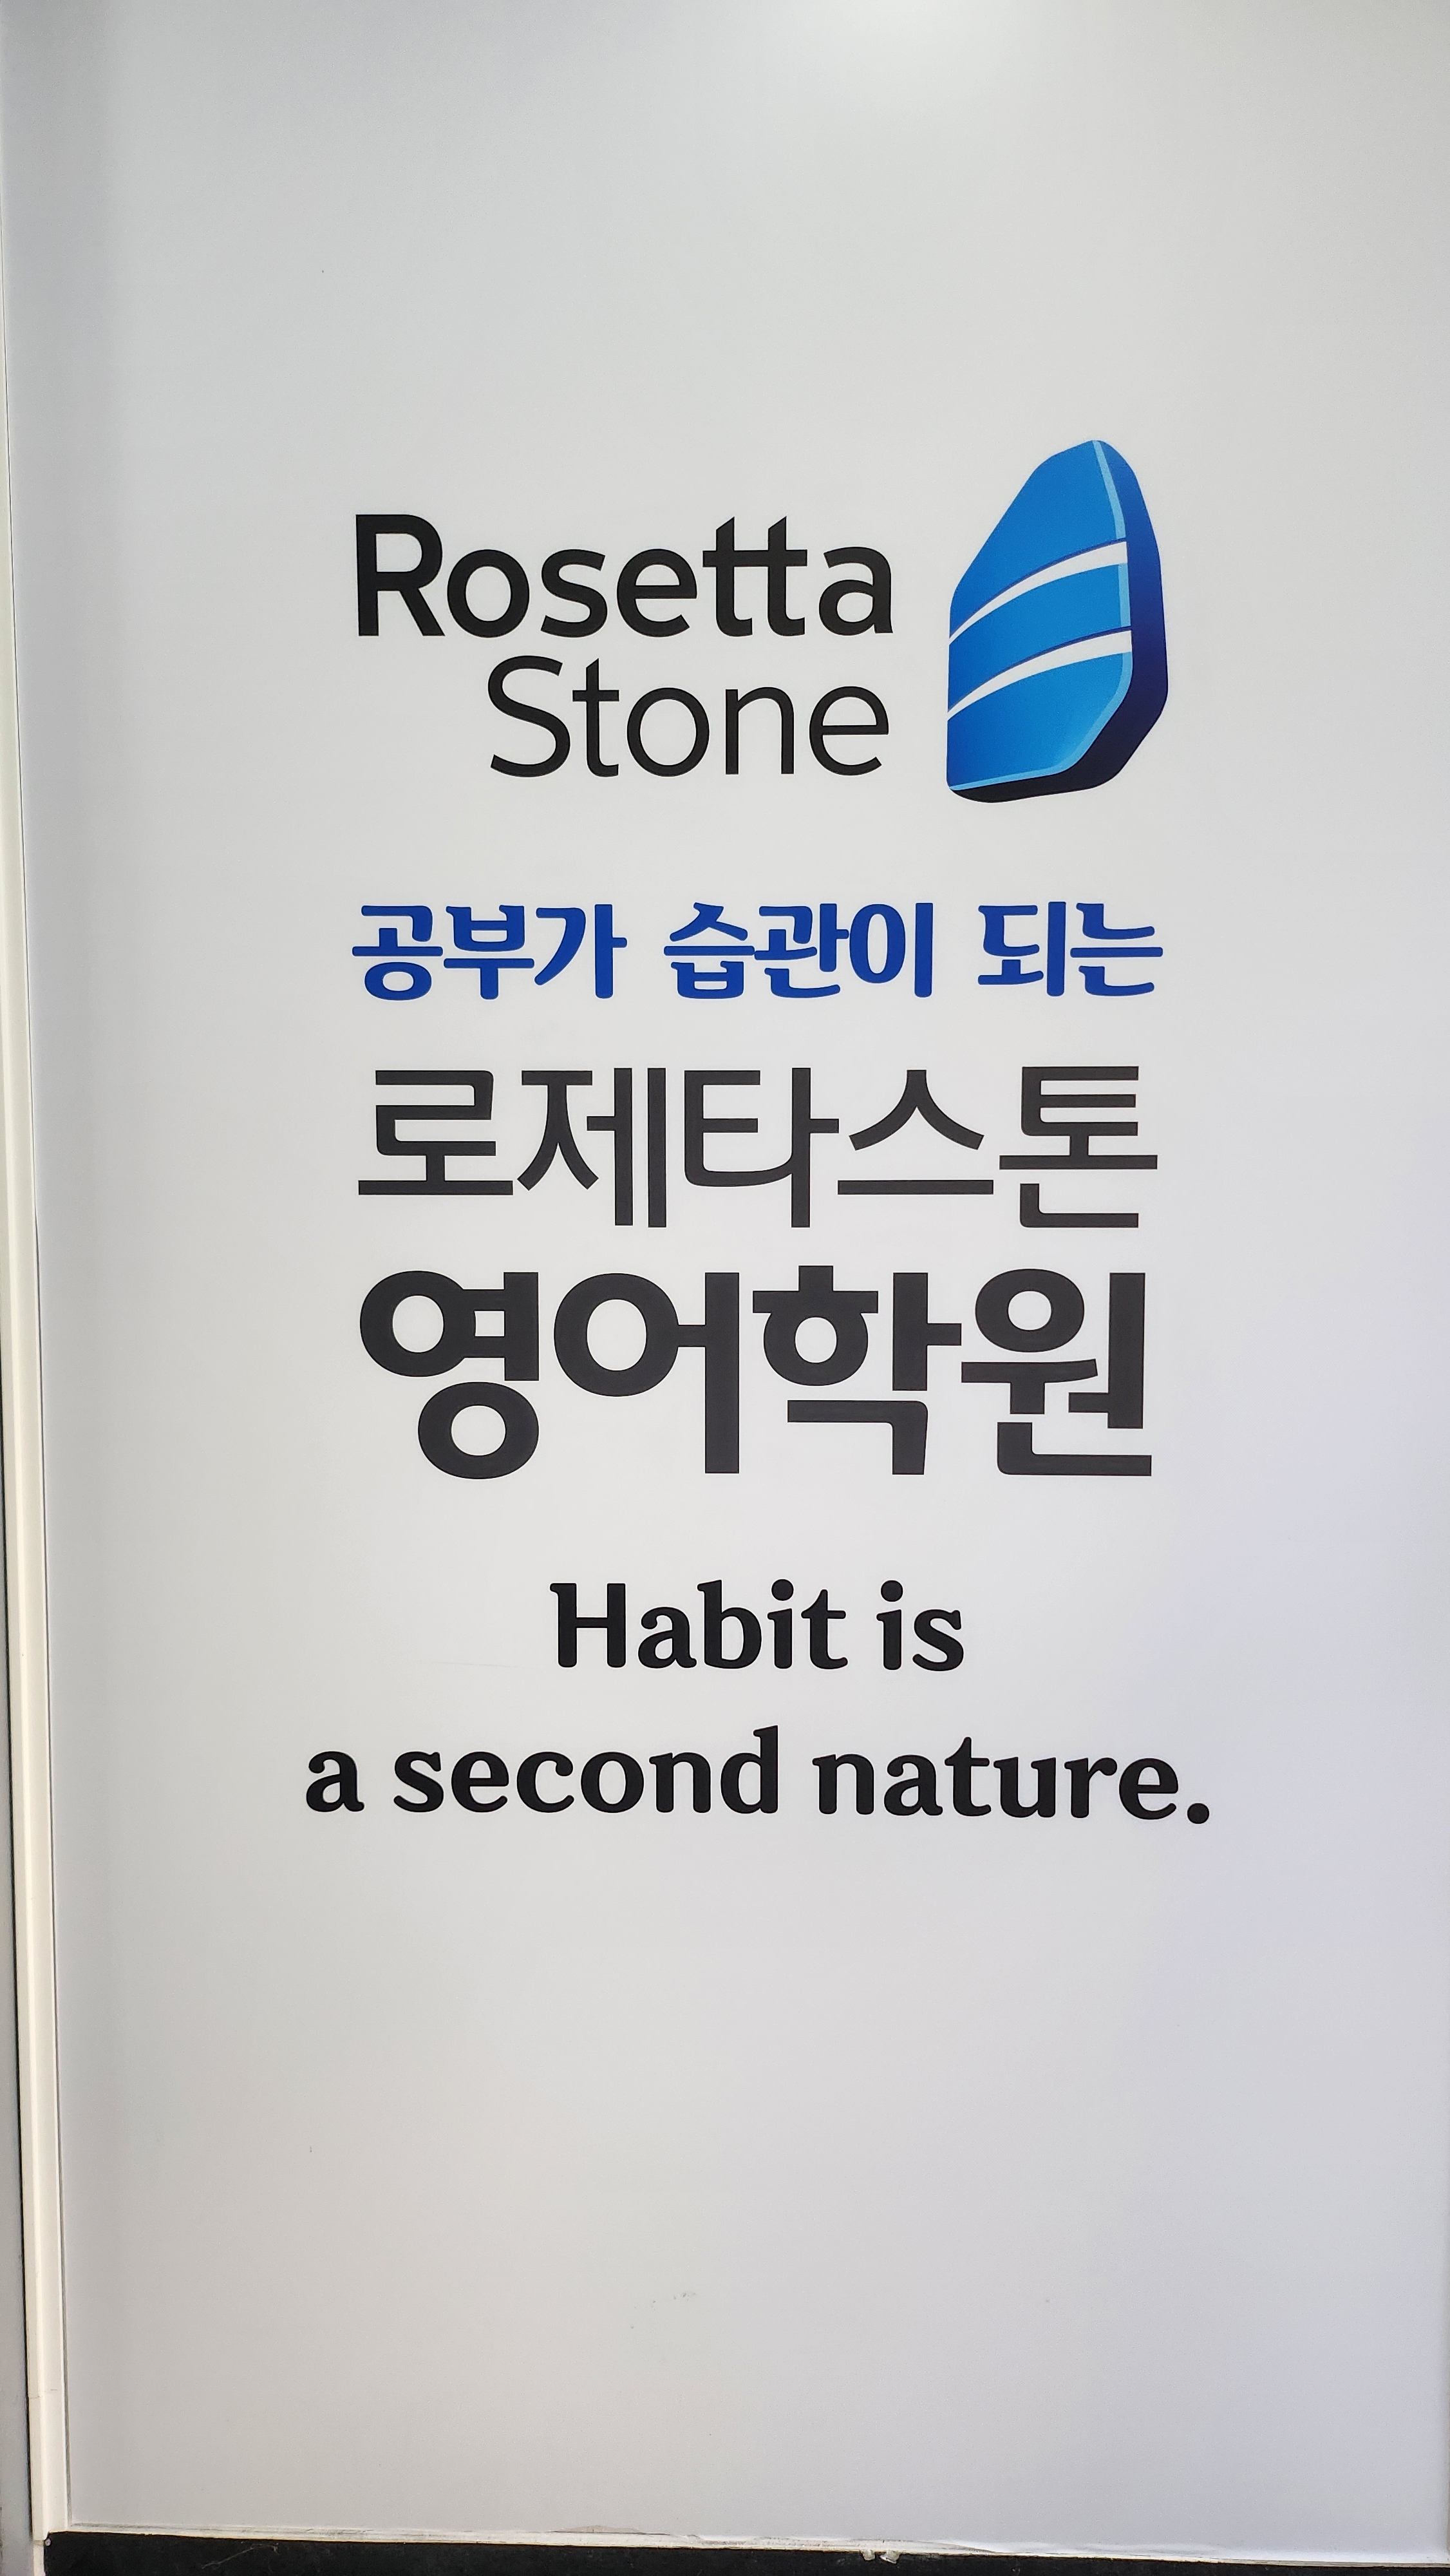 Rosetta
Stone
공부가 습관이 되는
로제타스톤
영어학원
Habit is
a second nature.